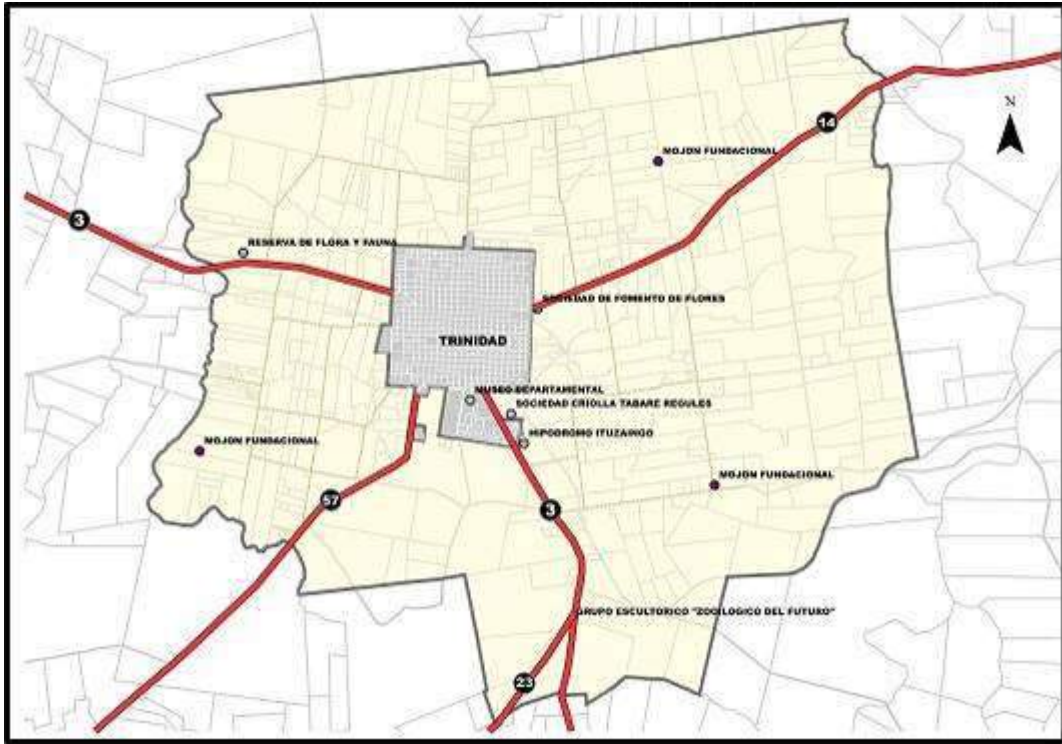 N
14
MOJON FUNDACIONAL
3
RESERVA DE FLORA Y FAUNA
SOCIEDAD DE FOMENTO DE FLORES
TRINIDAD
MUSEO DEPARTAMENTAL
SOCIEDAD CRIOLLA TABARE REGULES
HIPODROMO ITUZAINGO
MOJON FUNDACIONAL
MOJON FUNDACIONAL
57
3
GRUPO ESCULTORICO "ZOOILOGICO DEL FUTURO"
23